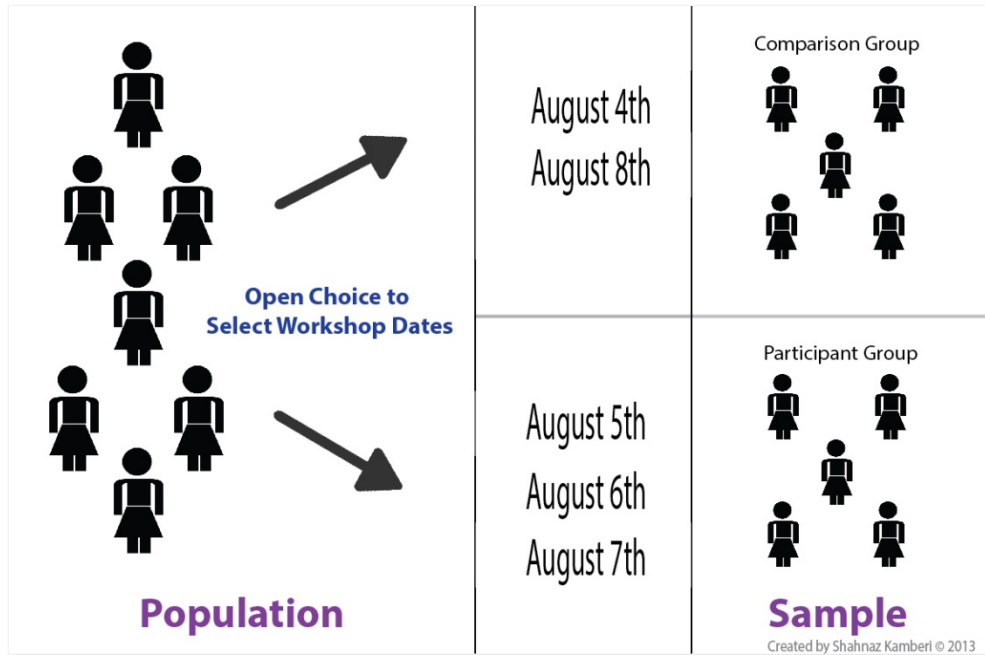 Open Choice to
Select Workshop Dates
Population
August 4th
August 8th
August 5th
August 6th
August 7th
Comparison Group
Participant Group
Sample
Created by Shahnaz Kamberi © 2013